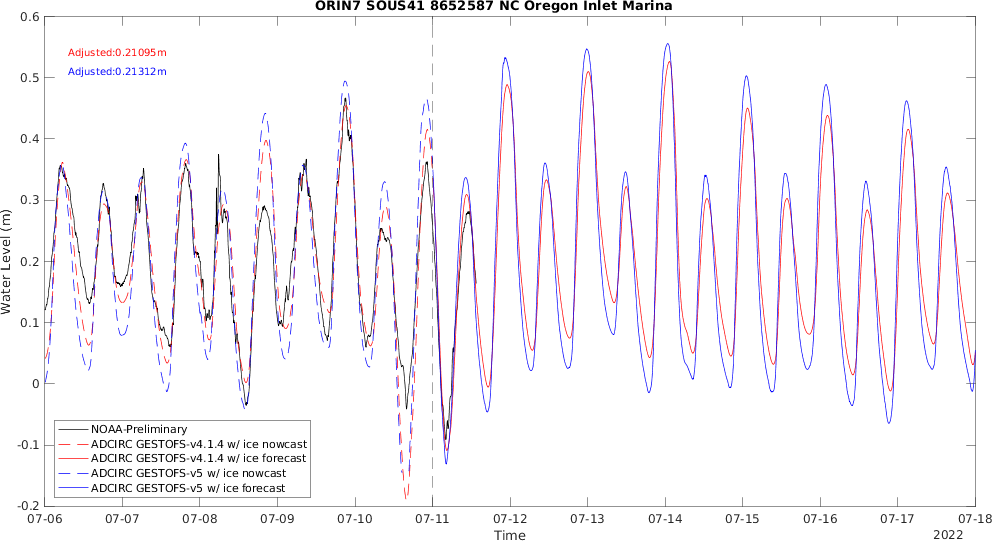 ORIN7 SOUS41 8652587 NC Oregon Inlet Marina
Adjusted:0.21095m
Adjusted:0.21312m
0.6
0.5
0.4
0.3
0.2
0.1
0
-0.1
-0.2
Water Level (m)
NOAA-Preliminary
ADCIRC GESTOFS-v4.1.4 w/ ice nowcast
ADCIRC GESTOFS-v4.1.4 w/ ice forecast
ADCIRC GESTOFS-v5 w/ ice nowcast
ADCIRC GESTOFS-v5 w/ ice forecast
07-06 07-07 07-08 07-09 07-10 07-11 07-12 07-13 07-14 07-15 07-16 07-17 07-18
Time
2022